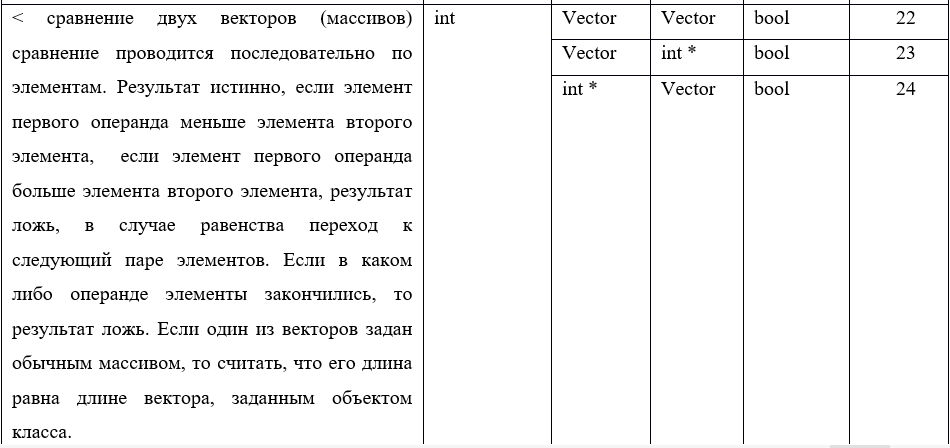 < сравнение двух векторов (массивов) int Vector Vector bool 22
сравнение проводится последовательно по Vector int * bool 23
элементам. Результат истинно, если элемент int * Vector bool 24
первого операнда меньше элемента второго
элемента, если элемент первого операнда
больше элемента второго элемента, результат
ложь, в случае равенства переход к
следующий паре элементов. Если в каком
либо операнде элементы закончились, то
результат ложь. Если один из векторов задан
обычным массивом, то считать, что его длина
равна длине вектора, заданным объектом
класса.